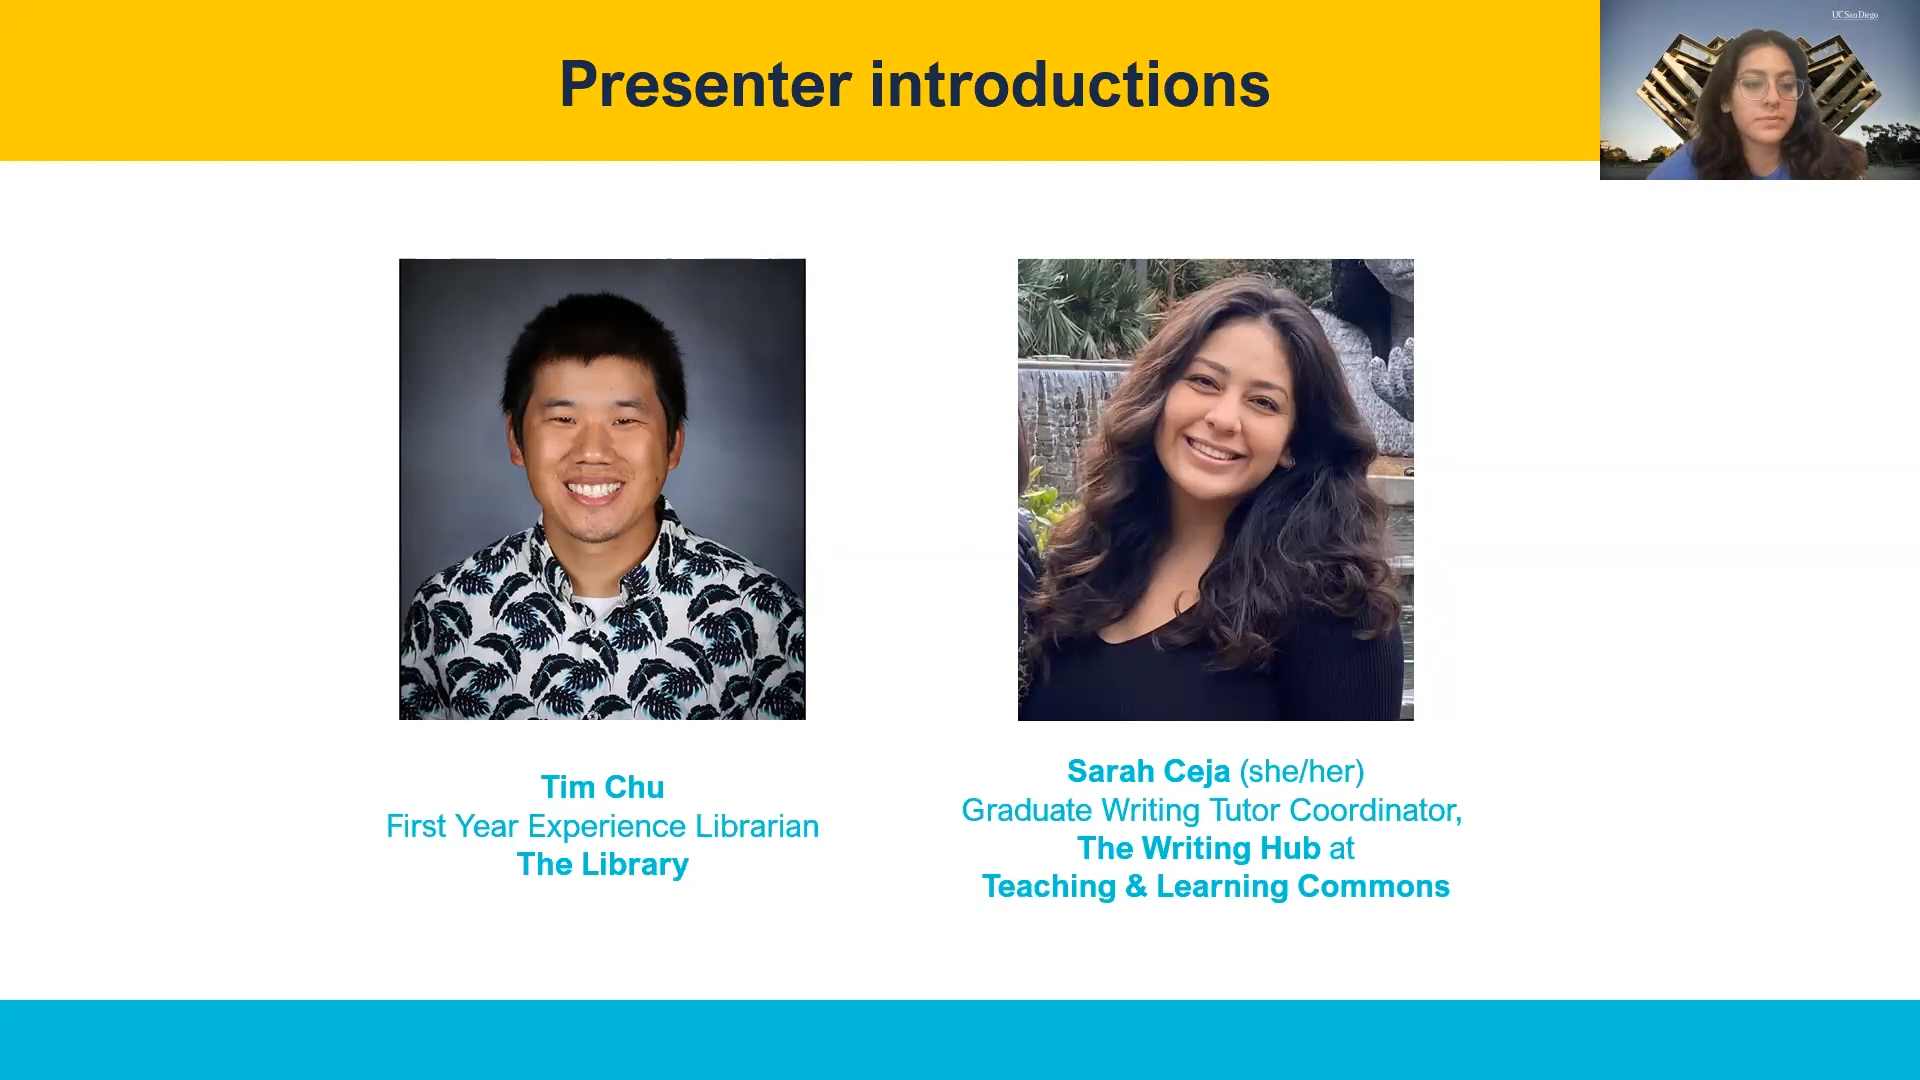 Presenter introductions
UC San Diego
Tim Chu
First Year Experience Librarian
The Library
Sarah Ceja (she/her)
Graduate Writing Tutor Coordinator,
The Writing Hub at
Teaching & Learning Commons